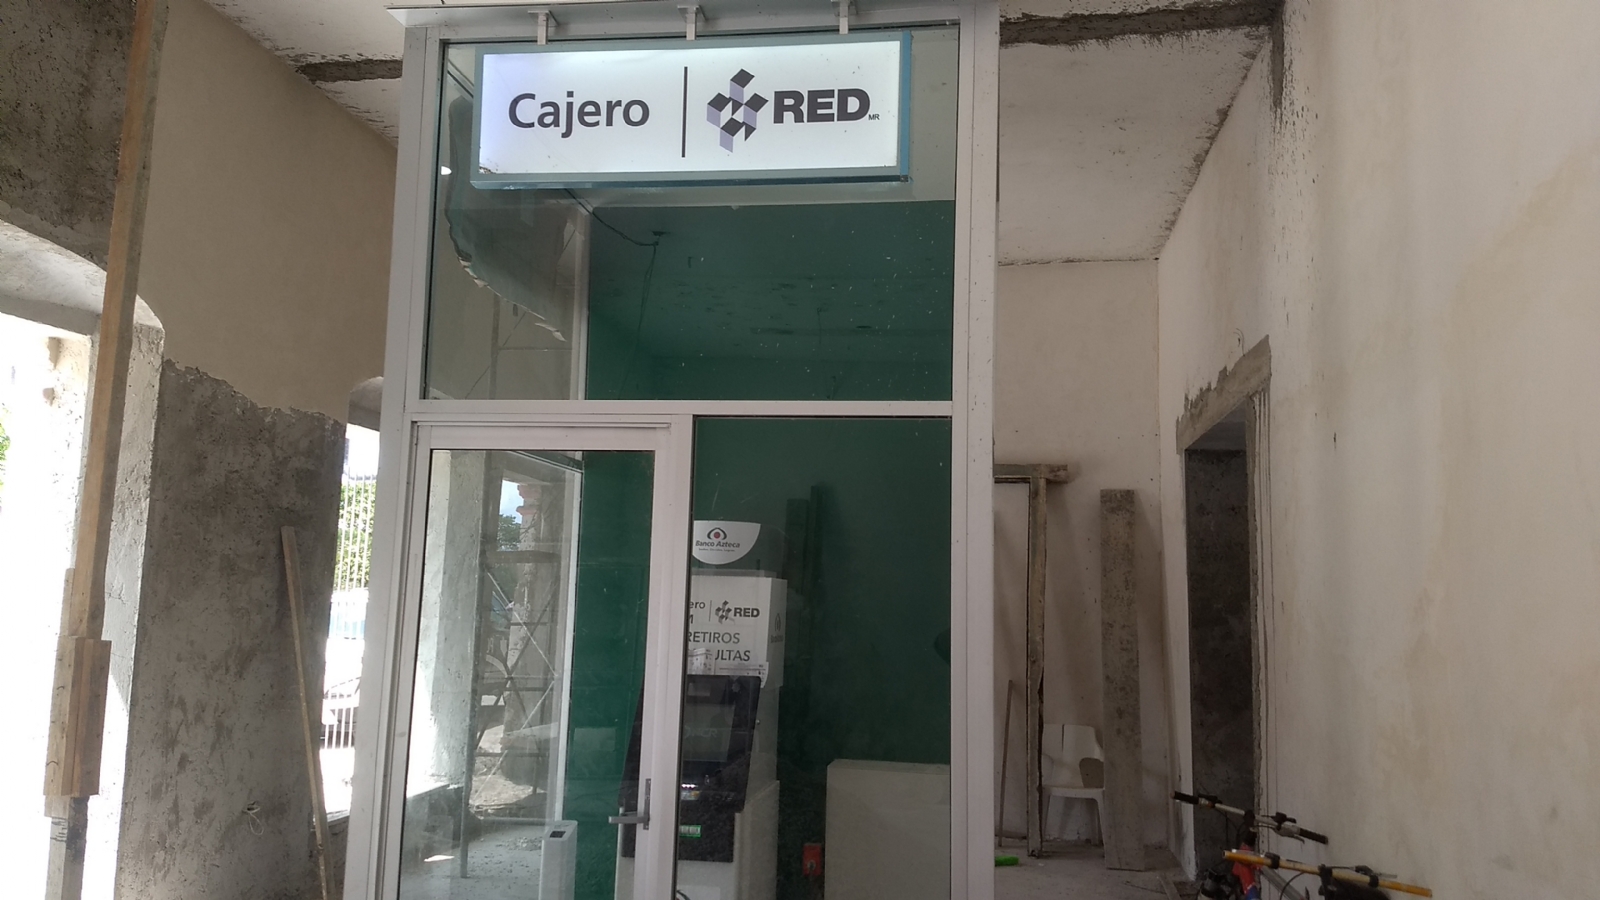 Cajero
RED
MR
Banco Azteca
RED
RETIROS